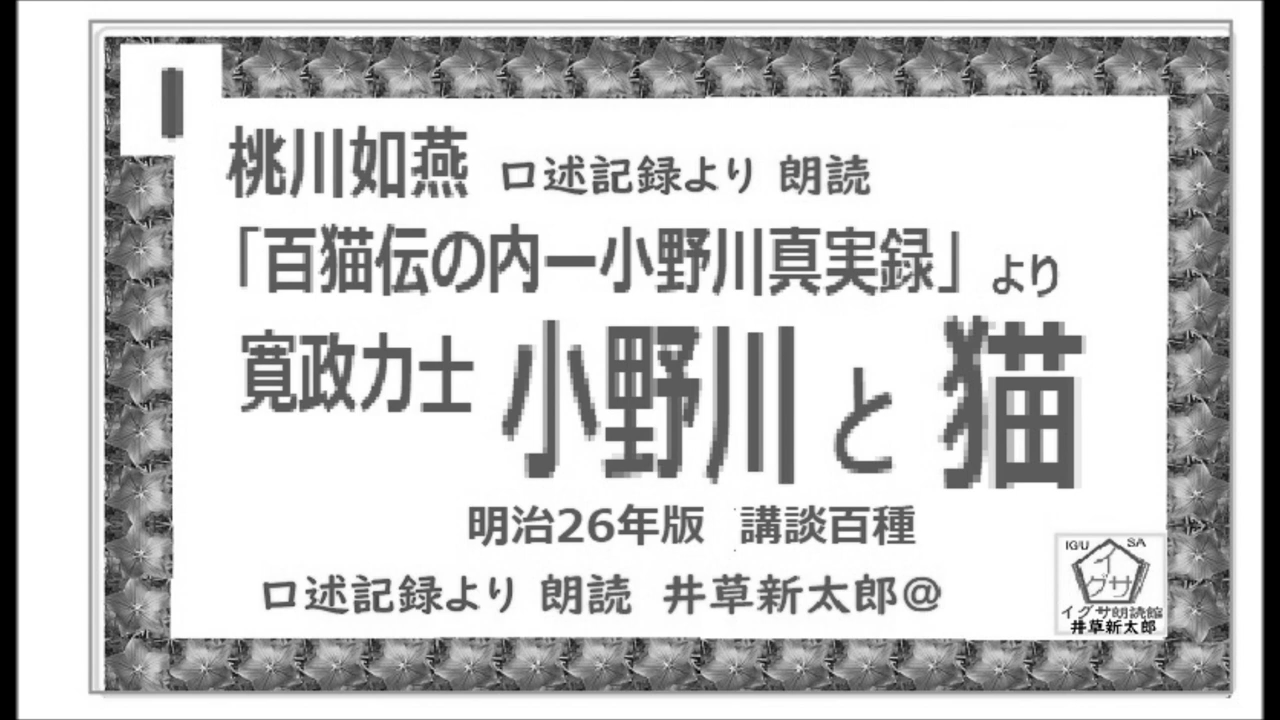 I
桃川如燕 口述記録より 朗読
「百猫伝の内ー小野川真実録」より
寛政力士 小野川 と 猫
明治26年版 講談百種
口述記録より 朗読 井草新太郎@
IGU SA
イ
グサ
イグサ朗読館
井草新太郎